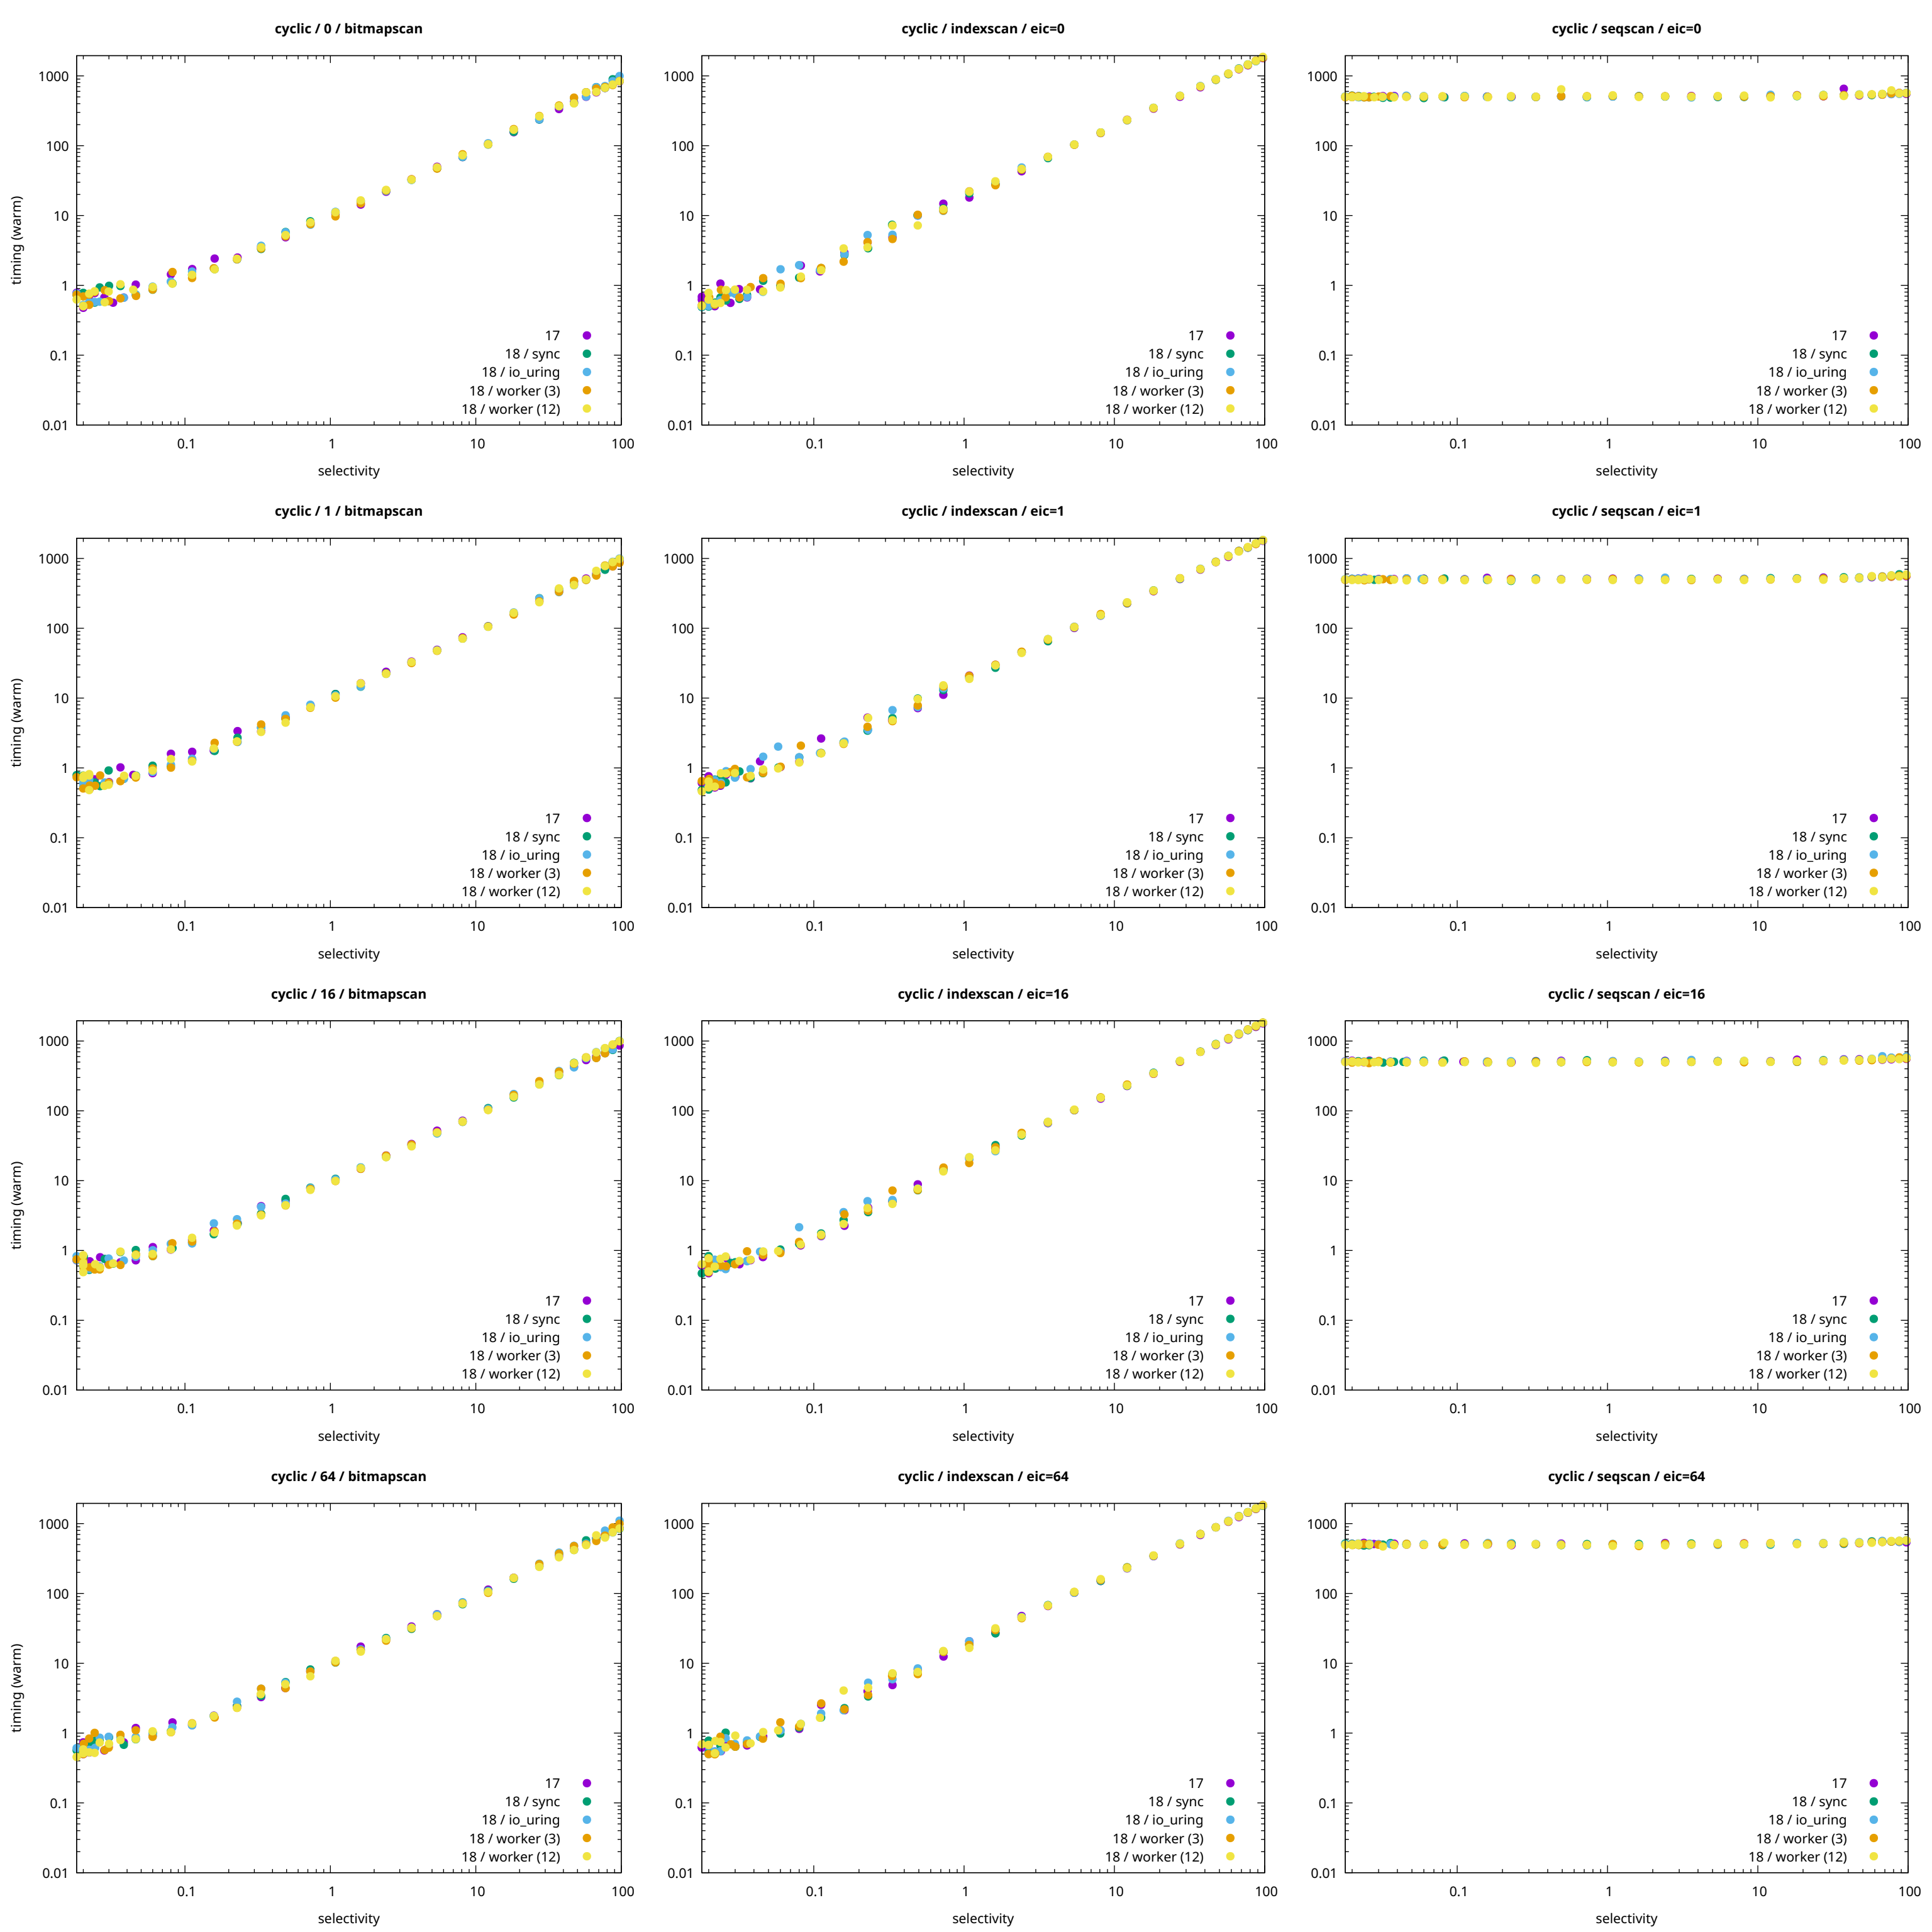 cyclic / 0 / bitmapscan
cyclic / indexscan / eic=0
cyclic / seqscan / eic=0
timing (warm)
1000
100
10
1
0.1
0.01
17
18 / sync
18 / io_uring
18 / worker (3)
18 / worker (12)
0.1 1 10 100
selectivity
1000
100
10
1
0.1
0.01
17
18 / sync
18 / io_uring
18 / worker (3)
18 / worker (12)
0.1 1 10 100
selectivity
1000
100
10
1
0.1
0.01
17
18 / sync
18 / io_uring
18 / worker (3)
18 / worker (12)
0.1 1 10 100
selectivity
cyclic / 1 / bitmapscan
cyclic / indexscan / eic=1
cyclic / seqscan / eic=1
timing (warm)
1000
100
10
1
0.1
0.01
17
18 / sync
18 / io_uring
18 / worker (3)
18 / worker (12)
0.1 1 10 100
selectivity
1000
100
10
1
0.1
0.01
17
18 / sync
18 / io_uring
18 / worker (3)
18 / worker (12)
0.1 1 10 100
selectivity
1000
100
10
1
0.1
0.01
17
18 / sync
18 / io_uring
18 / worker (3)
18 / worker (12)
0.1 1 10 100
selectivity
cyclic / 16 / bitmapscan
cyclic / indexscan / eic=16
cyclic / seqscan / eic=16
timing (warm)
1000
100
10
1
0.1
0.01
17
18 / sync
18 / io_uring
18 / worker (3)
18 / worker (12)
0.1 1 10 100
selectivity
1000
100
10
1
0.1
0.01
17
18 / sync
18 / io_uring
18 / worker (3)
18 / worker (12)
0.1 1 10 100
selectivity
1000
100
10
1
0.1
0.01
17
18 / sync
18 / io_uring
18 / worker (3)
18 / worker (12)
0.1 1 10 100
selectivity
cyclic / 64 / bitmapscan
cyclic / indexscan / eic=64
cyclic / seqscan / eic=64
timing (warm)
1000
100
10
1
0.1
0.01
17
18 / sync
18 / io_uring
18 / worker (3)
18 / worker (12)
0.1 1 10 100
selectivity
1000
100
10
1
0.1
0.01
17
18 / sync
18 / io_uring
18 / worker (3)
18 / worker (12)
0.1 1 10 100
selectivity
1000
100
10
1
0.1
0.01
17
18 / sync
18 / io_uring
18 / worker (3)
18 / worker (12)
0.1 1 10 100
selectivity